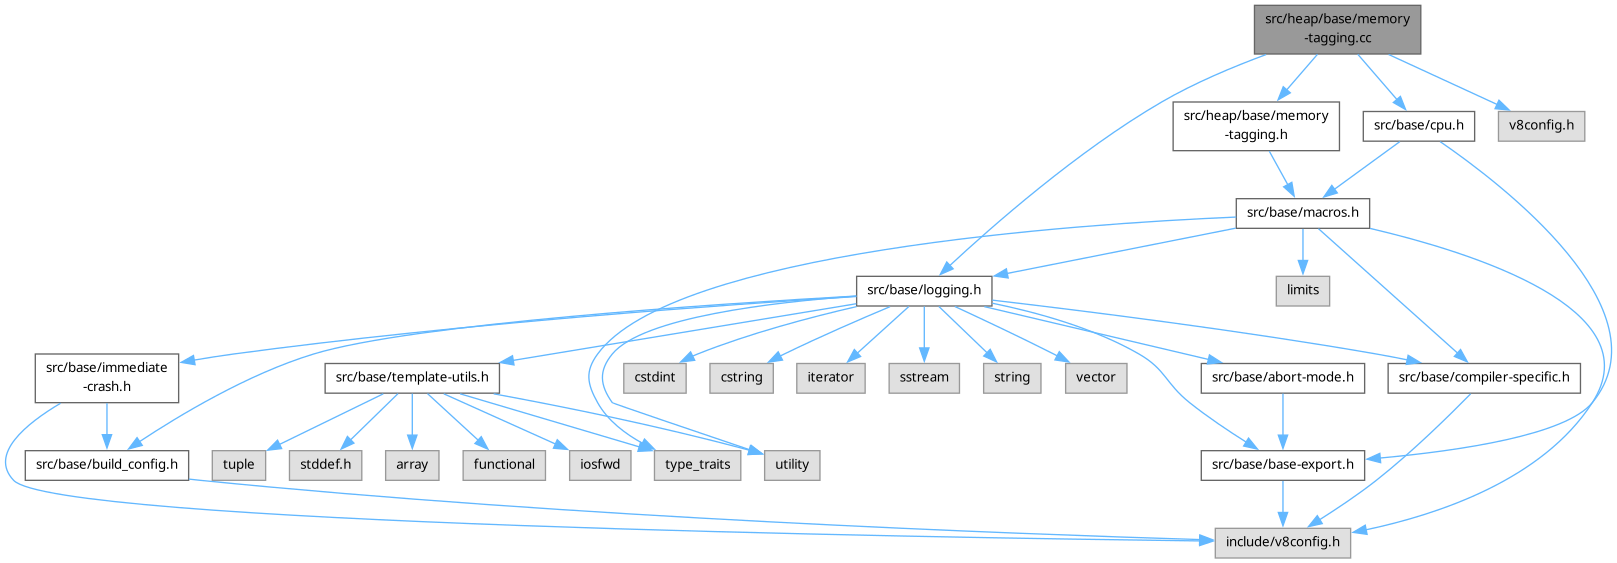 src/heap/base/memory
-tagging.cc
src/heap/base/memory
-tagging.h
src/base/cpu.h
v8config.h
src/base/macros.h
src/base/logging.h
limits
src/base/immediate
-crash.h
src/base/template-utils.h
cstdint
cstring
iterator
sstream
string
vector
src/base/abort-mode.h
src/base/compiler-specific.h
src/base/build_config.h
tuple
stddef.h
array
functional
iosfwd
type_traits
utility
src/base/base-export.h
include/v8config.h